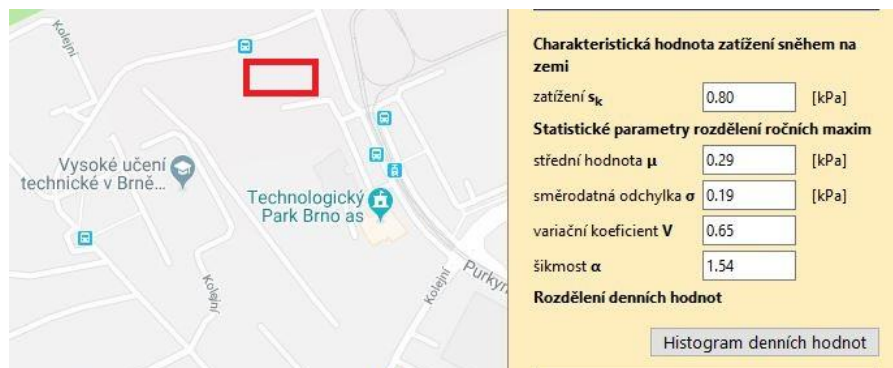 Kolejní
Kolejní
Vysoké učení
technické v Brně...
Technologický
Park Brno as
Kolejní
Kolejní
Purkyn
Charakteristická hodnota zatížení sněhem na
zemi
zatížení sk 0.80 [kPa]
Statistické parametry rozdělení ročních maxim
střední hodnota μ 0.29 [kPa]
směrodatná odchylka σ 0.19 [kPa]
variační koeficient V 0.65
šikmost α 1.54
Rozdělení denních hodnot
Histogram denních hodnot